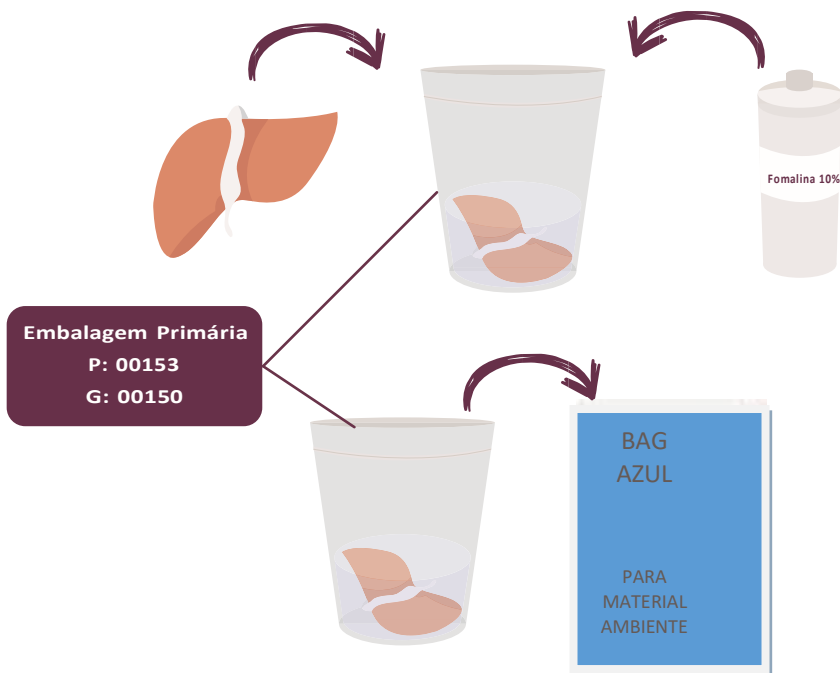 Fomalina 10%
Embalagem Primária
P: 00153
G: 00150
BAG
AZUL
PARA
MATERIAL
AMBIENTE